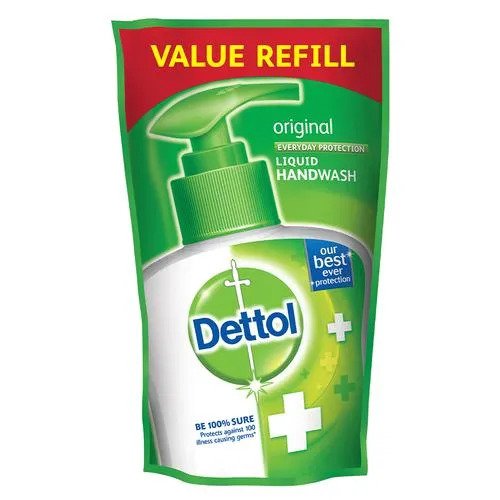 VALUE REFILL
original
EVERYDAY PROTECTION
LIQUID
HANDWASH
our
best*
ever
protection
Dettol
BE 100% SURE
Protects against 100
illness causing germs*